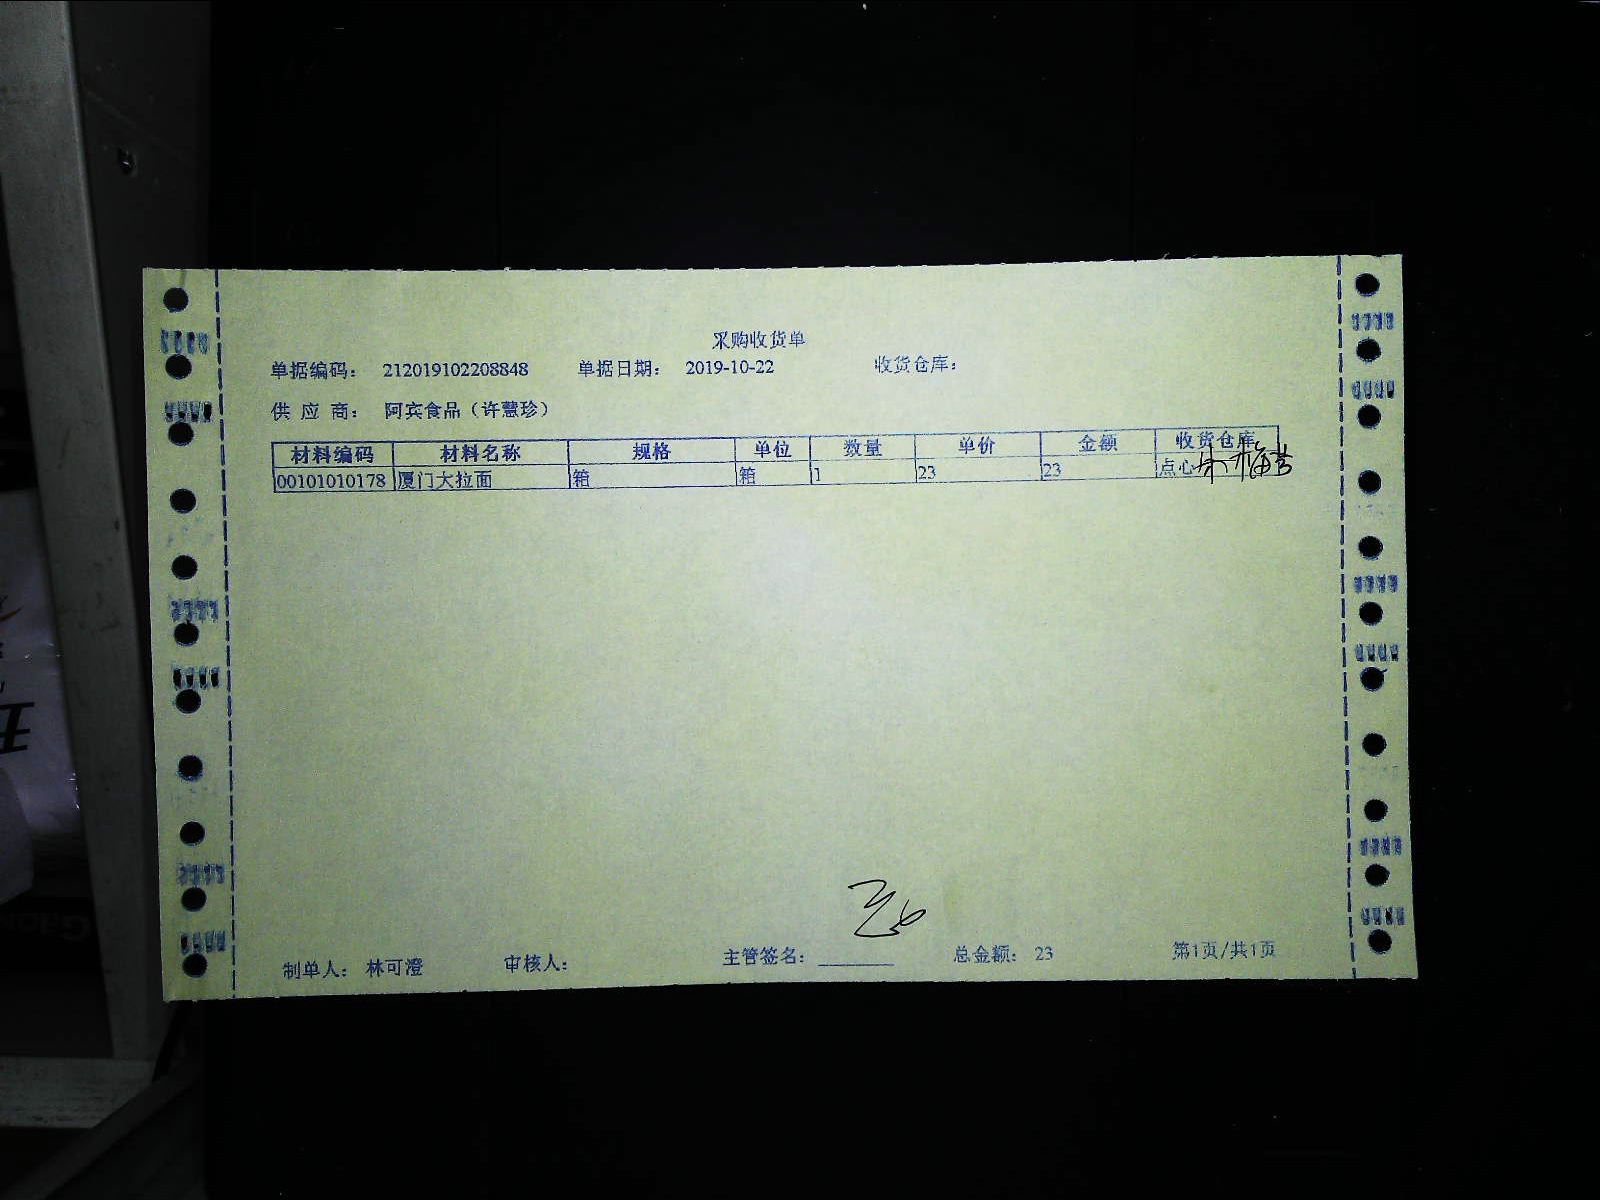 采购收货单
单据编码： 212019102208848 单据日期： 2019-10-22 收货仓库：
供 应 商： 阿宾食品（许慧珍）
材料编码 材料名称 规格 单位 数量 单价 金额 收货仓库
00101010178 厦门大拉面 箱 箱 1 23 23 点心
制单人： 林可澄 审核人： 主管签名： 总金额： 23 第1页/共1页